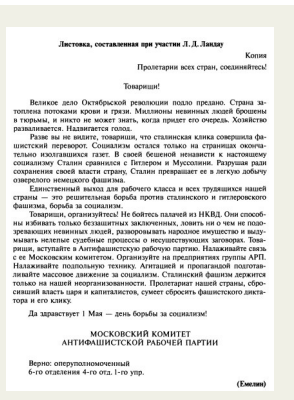 Листовка, составленная при участии Л. Д. Ландау
Копия
Пролетарии всех стран, соединяйтесь!
Товарищи!
Великое дело Октябрьской революции подло предано. Страна за-
топлена потоками крови и грязи. Миллионы невинных людей брошены
в тюрьмы, и никто не может знать, когда придет его очередь. Хозяйство
разваливается. Надвигается голод.
Разве вы не видите, товарищи, что сталинская клика совершила фа-
шистский переворот. Социализм остался только на страницах окончатель-
но изолгавшихся газет. В своей бешеной ненависти к настоящему
социализму Сталин сравнился с Гитлером и Муссолини. Разрушая ради
сохранения своей власти страну, Сталин превращает ее в легкую добычу
озверелого немецкого фашизма.
Единственный выход для рабочего класса и всех трудящихся нашей
страны — это решительная борьба против сталинского и гитлеровского
фашизма, борьба за социализм.
Товарищи, организуйтесь! Не бойтесь палачей из НКВД. Они способ-
ны избивать только беззащитных заключенных, ловить ни о чем не подо-
зревающих невинных людей, разворовывать народное имущество и выду-
мывать нелепые судебные процессы о несуществующих заговорах. Товари-
щи, вступайте в Антифашистскую рабочую партию. Налаживайте связь
с ее Московским комитетом. Организуйте на предприятиях группы АРП.
Налаживайте подпольную технику. Агитацией и пропагандой подготав-
ливайте массовое движение за социализм. Сталинский фашизм держится
только на нашей неорганизованности. Пролетариат нашей страны, сбро-
сивший власть царя и капиталистов, сумеет сбросить фашистского дикта-
тора и его клику.
Да здравствует 1 Мая — день борьбы за социализм!
МОСКОВСКИЙ КОМИТЕТ
АНТИФАШИСТСКОЙ РАБОЧЕЙ ПАРТИИ
Верно: оперуполномоченный
6-го отделения 4-го отд. 1-го упр.
(Емелин)